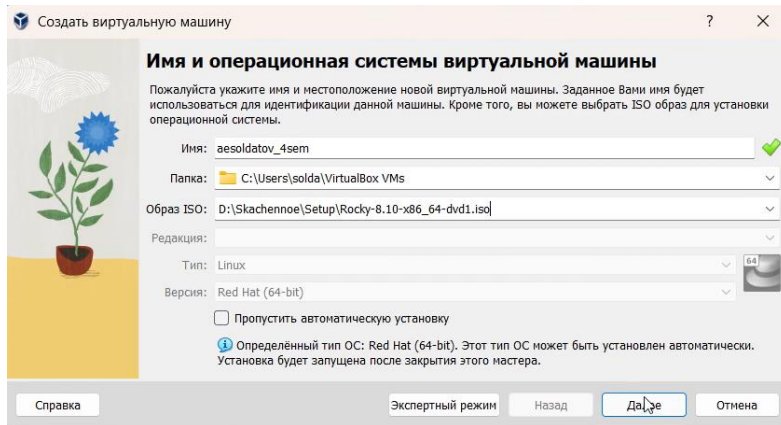 Создать виртуальную машину
?
Имя и операционная системы виртуальной машины
Пожалуйста укажите имя и местоположение новой виртуальной машины. Заданное Вами имя будет
использоваться для идентификации данной машины. Кроме того, вы можете выбрать ISO образ для установки
операционной системы.
Имя: aesoldatov_4sem
Папка: C:\Users\solda\VirtualBox VMs
Образ ISO: D:\Skachennoe\Setup\Rocky-8.10-x86_64-dvd1.iso
Редакция:
Тип: Linux
64
Версия: Red Hat (64-bit)
Пропустить автоматическую установку
Определённый тип ОС: Red Hat (64-bit). Этот тип ОС может быть установлен автоматически.
Установка будет запущена после закрытия этого мастера.
Справка Экспертный режим Назад Далее Отмена